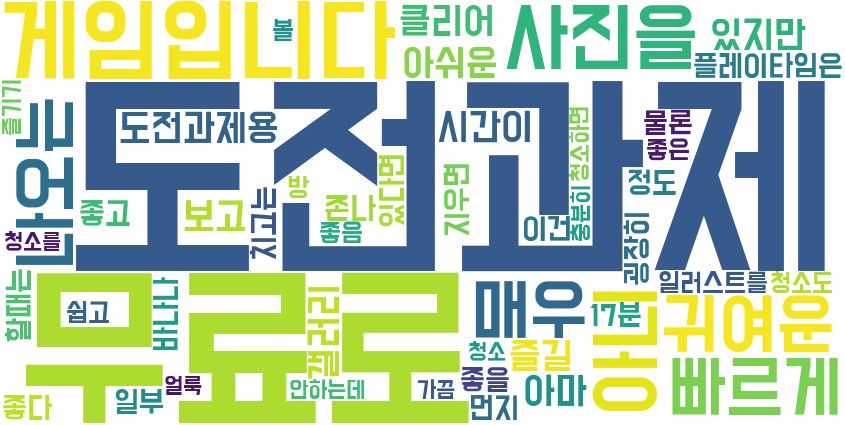 게임입니다
볼
클리어
사진을
있지만
아쉬운
플레이타임은
즐기기
나오는
도전과제
도전과제용
시간이
물론
좋은
청소하면
충분히
정도
방
있다면
존나
지우면
좋고
보고
치고는
좋음
이건
굉장히
청소를
할때는
쉽고
바나나
무료로
갤러리
매우
아니
귀여운
일러스트를
청소도
17분
빠르게
청소
즐길
얼룩
안하는데
가끔
좋을
먼지
아마
좋다
일부